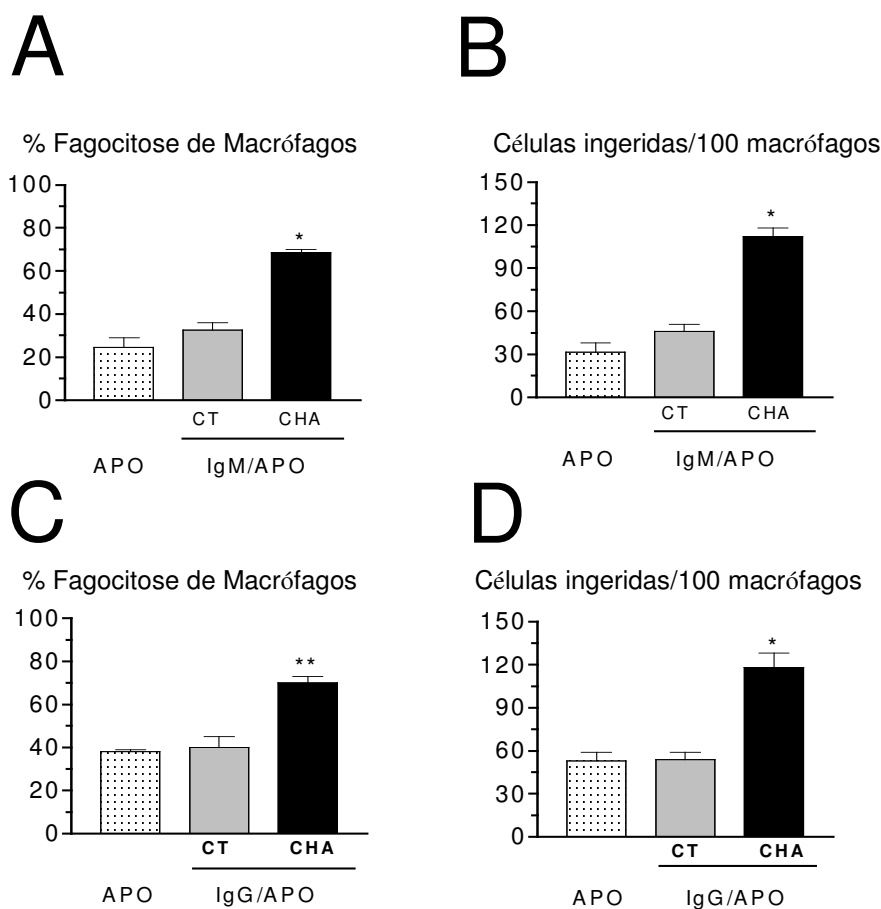 A
% Fagocitose de Macrófagos
100
80
60
40
20
0
*
CT CHA
APO IgM/APO
B
Células ingeridas/100 macrófagos
150
120
90
60
30
0
*
CT CHA
APO IgM/APO
C
% Fagocitose de Macrófagos
100
80
60
40
20
0
**
CT CHA
APO IgG/APO
D
Células ingeridas/100 macrófagos
150
120
90
60
30
0
*
CT CHA
APO IgG/APO